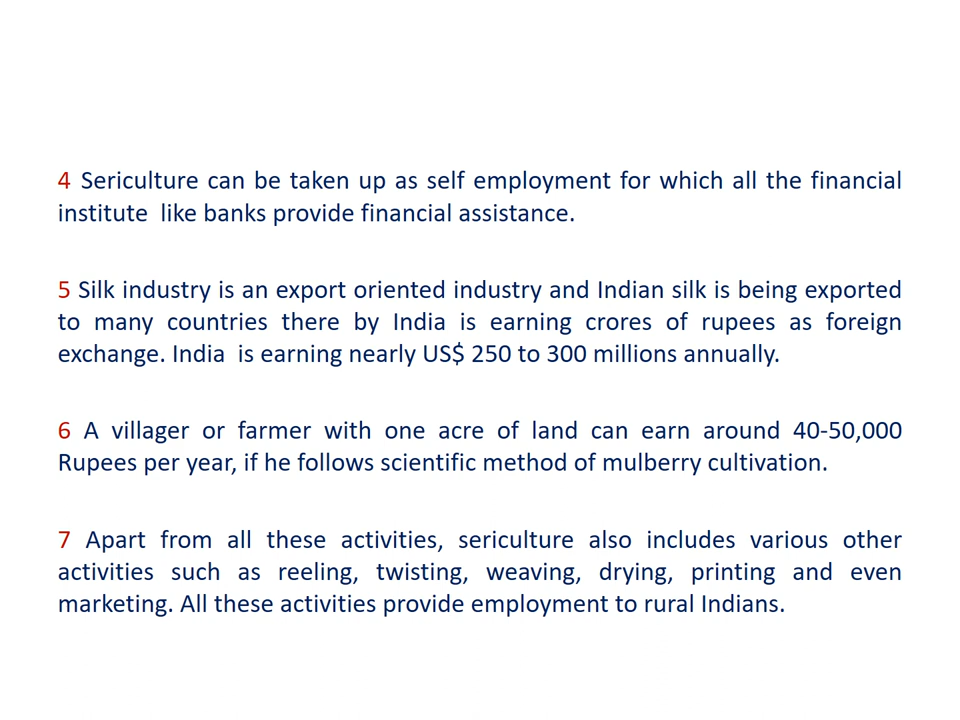 4 Sericulture can be taken up as self employment for which all the financial
institute  like banks provide financial assistance.
5 Silk industry is an export oriented industry and Indian silk is being exported
to many countries there by India is earning crores of rupees as foreign
exchange. India  is earning nearly US$ 250 to 300 millions annually.
6 A villager or farmer with one acre of land can earn around 40-50,000
Rupees per year, if he follows scientific method of mulberry cultivation.
7 Apart from all these activities, sericulture also includes various other
activities such as reeling, twisting, weaving, drying, printing and even
marketing. All these activities provide employment to rural Indians.